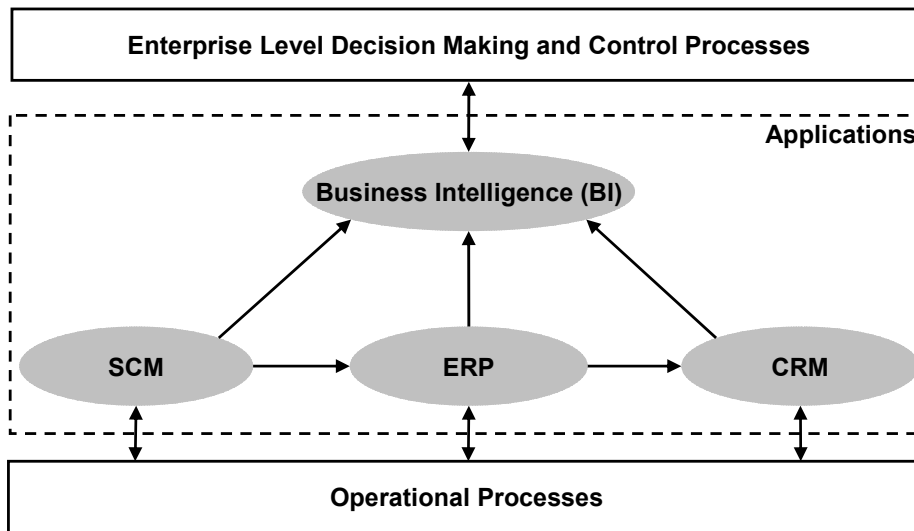 Enterprise Level Decision Making and Control Processes
Applications
Business Intelligence (BI)
SCM
ERP
CRM
Operational Processes